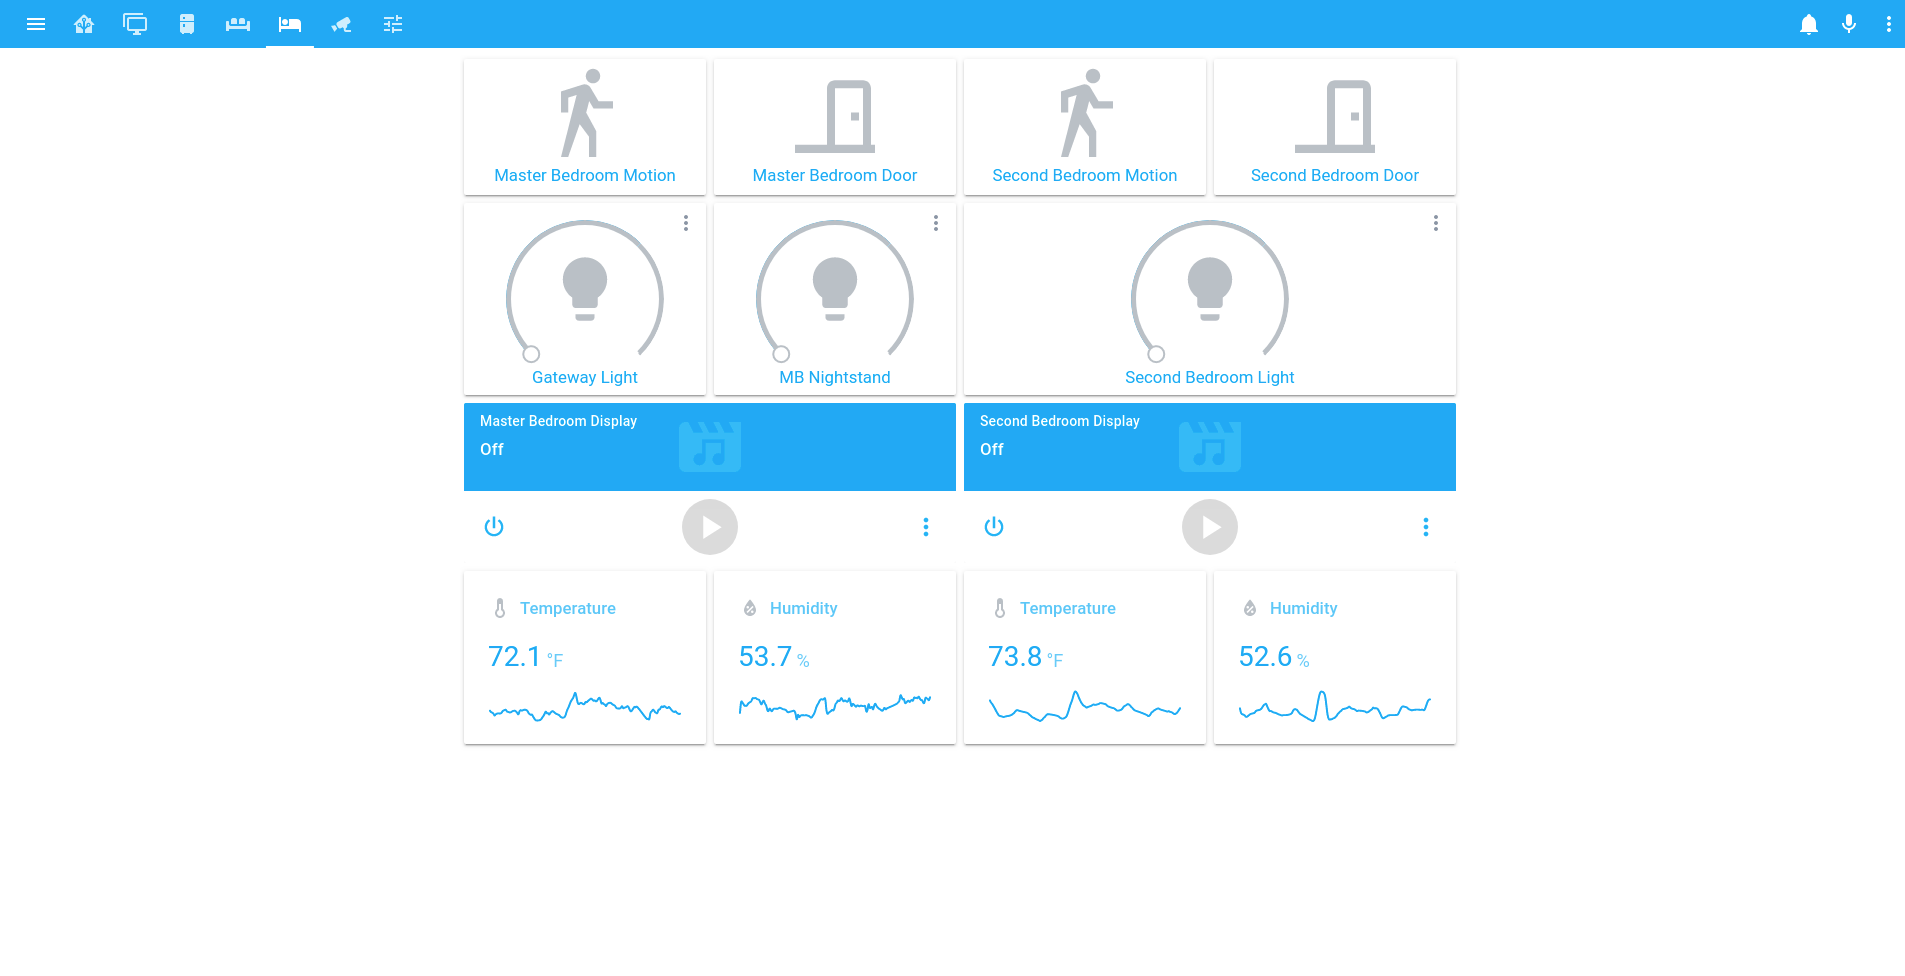 Master Bedroom Motion
Master Bedroom Door
Second Bedroom Motion
Second Bedroom Door
Gateway Light
MB Nightstand
Second Bedroom Light
Master Bedroom Display
Off
Second Bedroom Display
Off
Temperature
72.1 °F
Humidity
53.7 %
Temperature
73.8 °F
Humidity
52.6 %